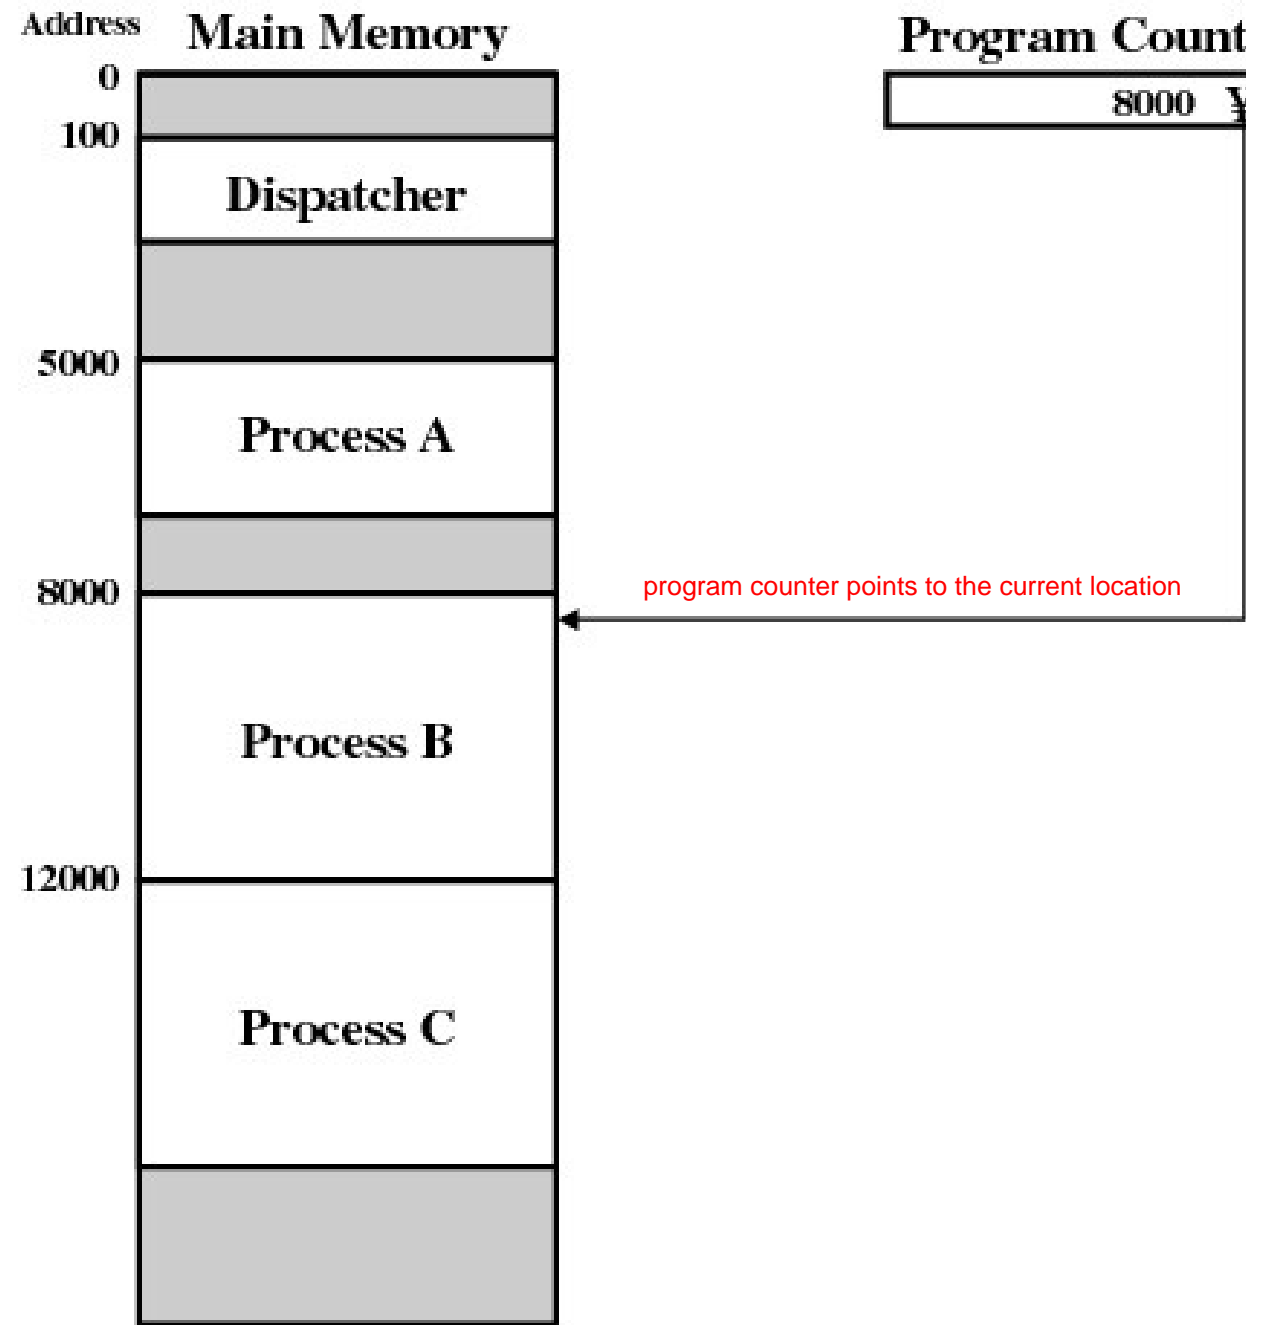 Address Main Memory Program Count
0
8000 ¥
100
Dispatcher
5000
Process A
8000
program counter points to the current location
Process B
12000
Process C